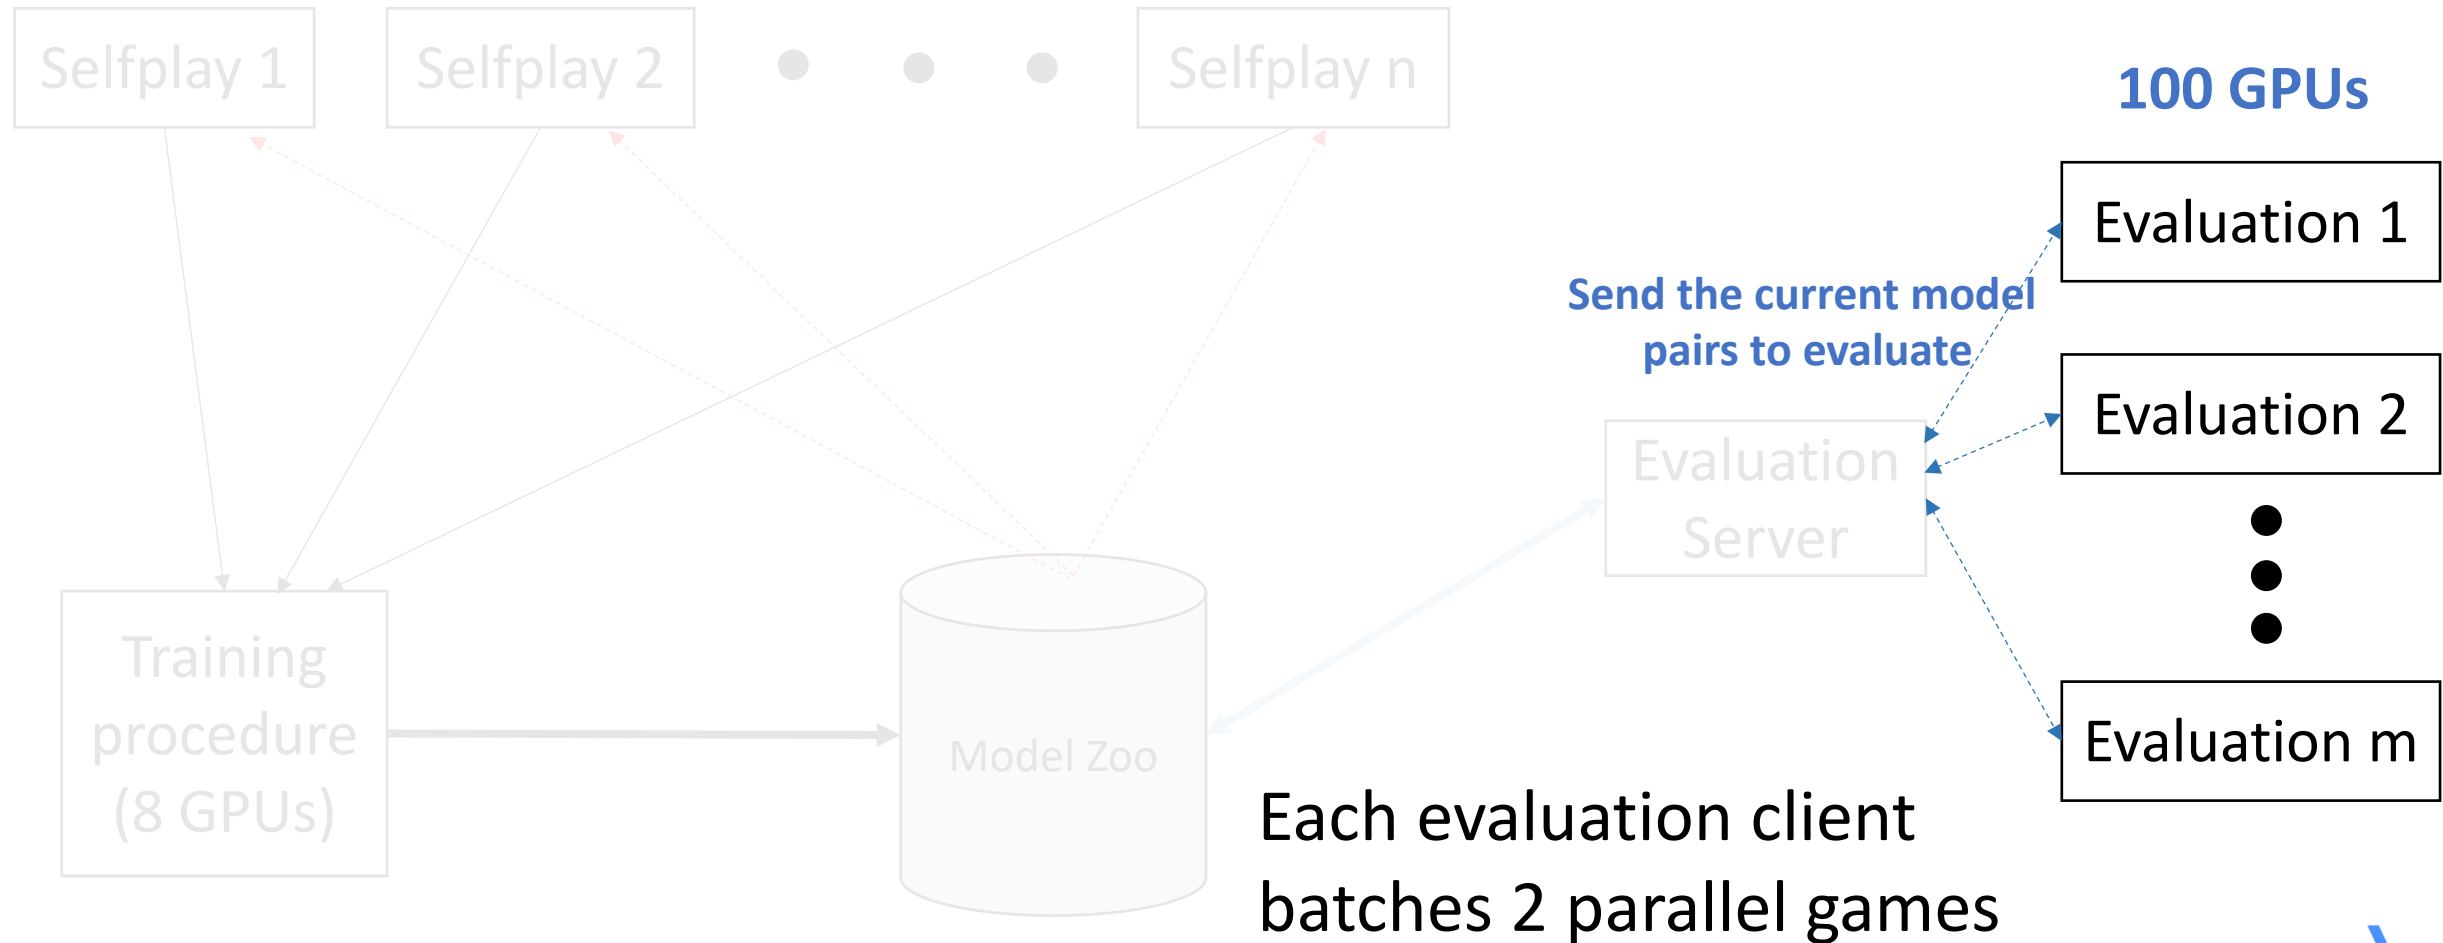 Selfplay 1
Selfplay 2
Selfplay n
100 GPUs
Evaluation 1
Send the current model
pairs to evaluate
Evaluation 2
Evaluation
Server
Training
procedure
(8 GPUs)
Model Zoo
Evaluation m
Each evaluation client
batches 2 parallel games